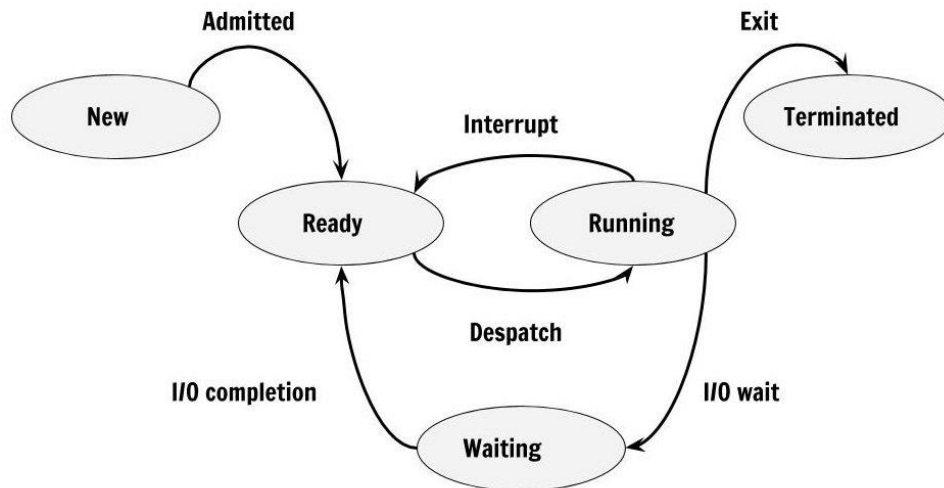 Admitted
Exit
New
Terminated
Interrupt
Ready
Running
Despatch
I/O completion
I/O wait
Waiting